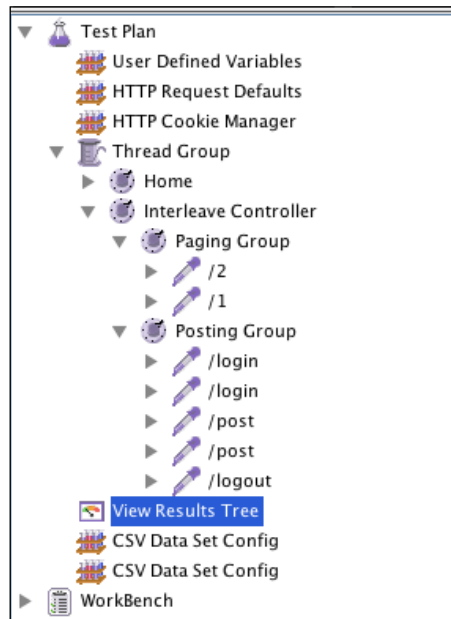 Test Plan
User Defined Variables
HTTP Request Defaults
HTTP Cookie Manager
Thread Group
Home
Interleave Controller
Paging Group
/2
/1
Posting Group
/login
/login
/post
/post
/logout
View Results Tree
CSV Data Set Config
CSV Data Set Config
WorkBench